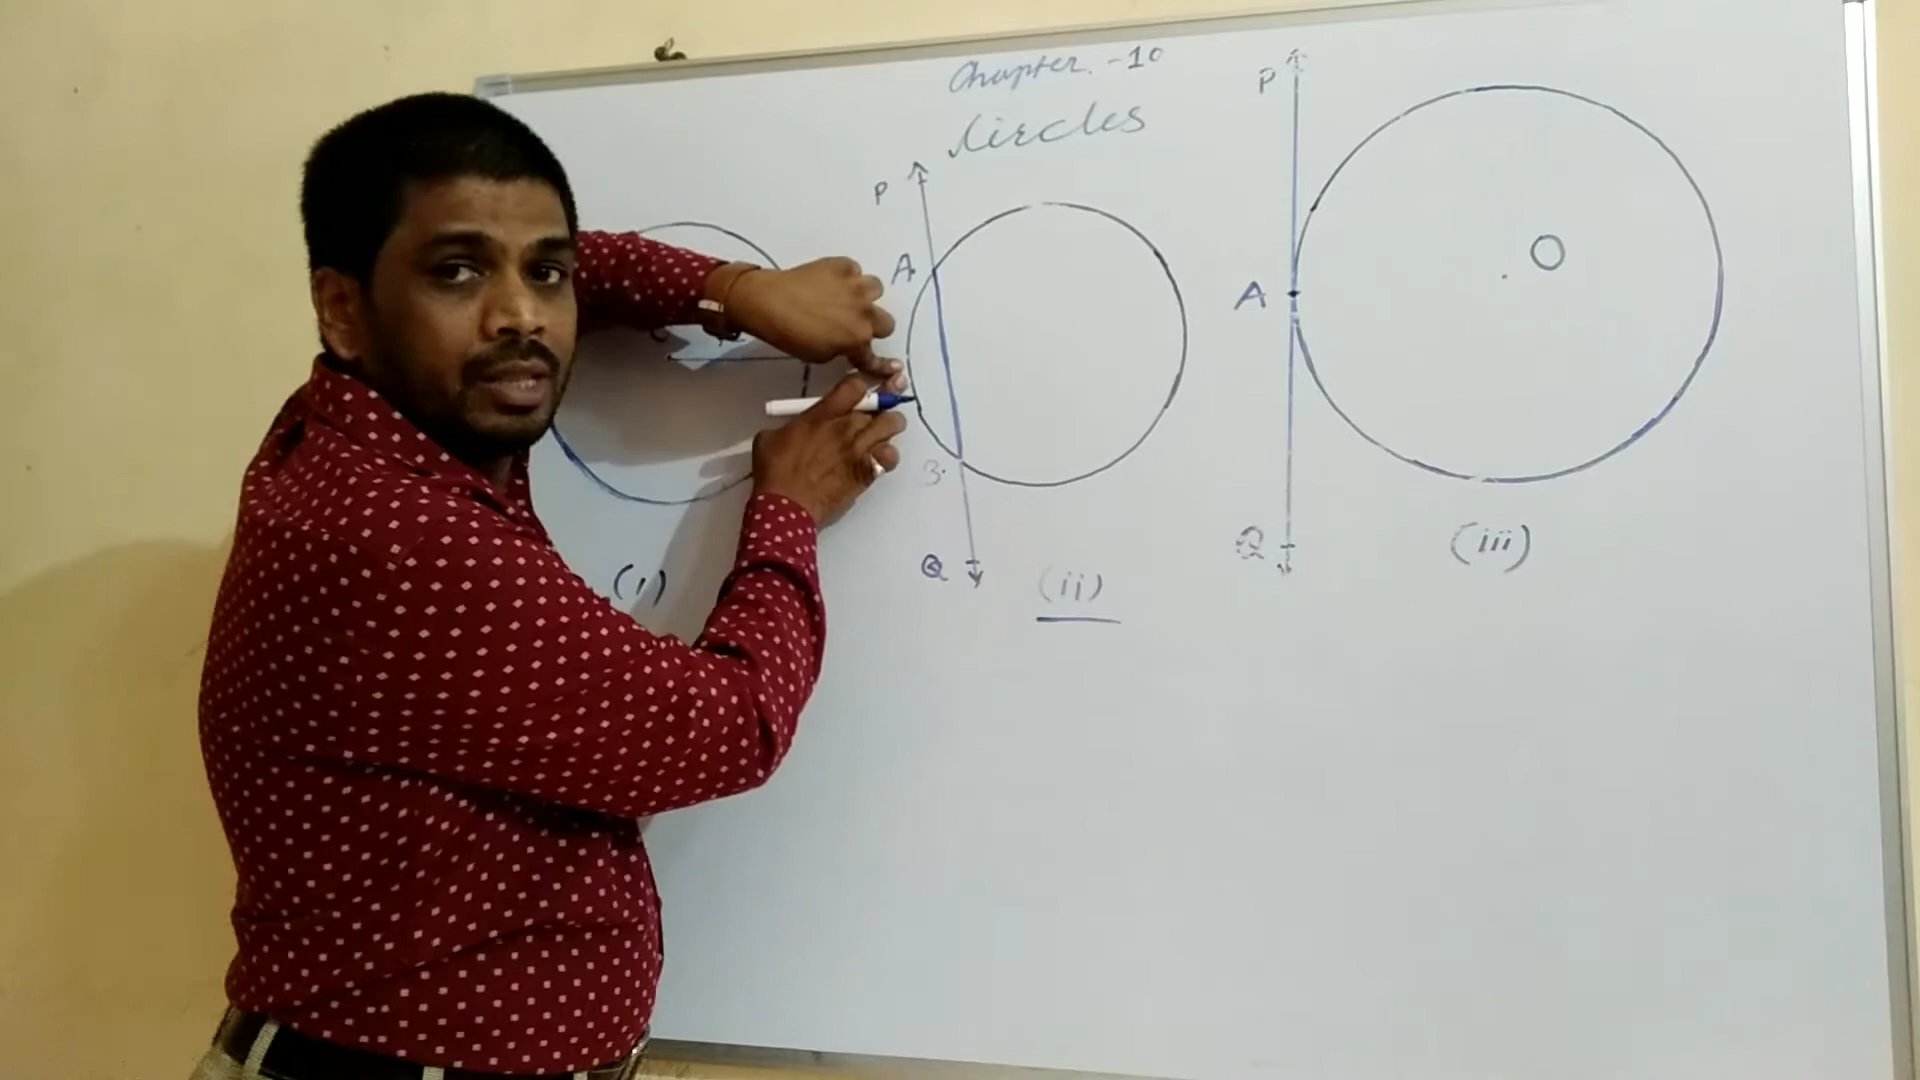 Chapter. -10
Circles
P
A
B
Q
(i)
(ii)
P
A
O
Q
(iii)